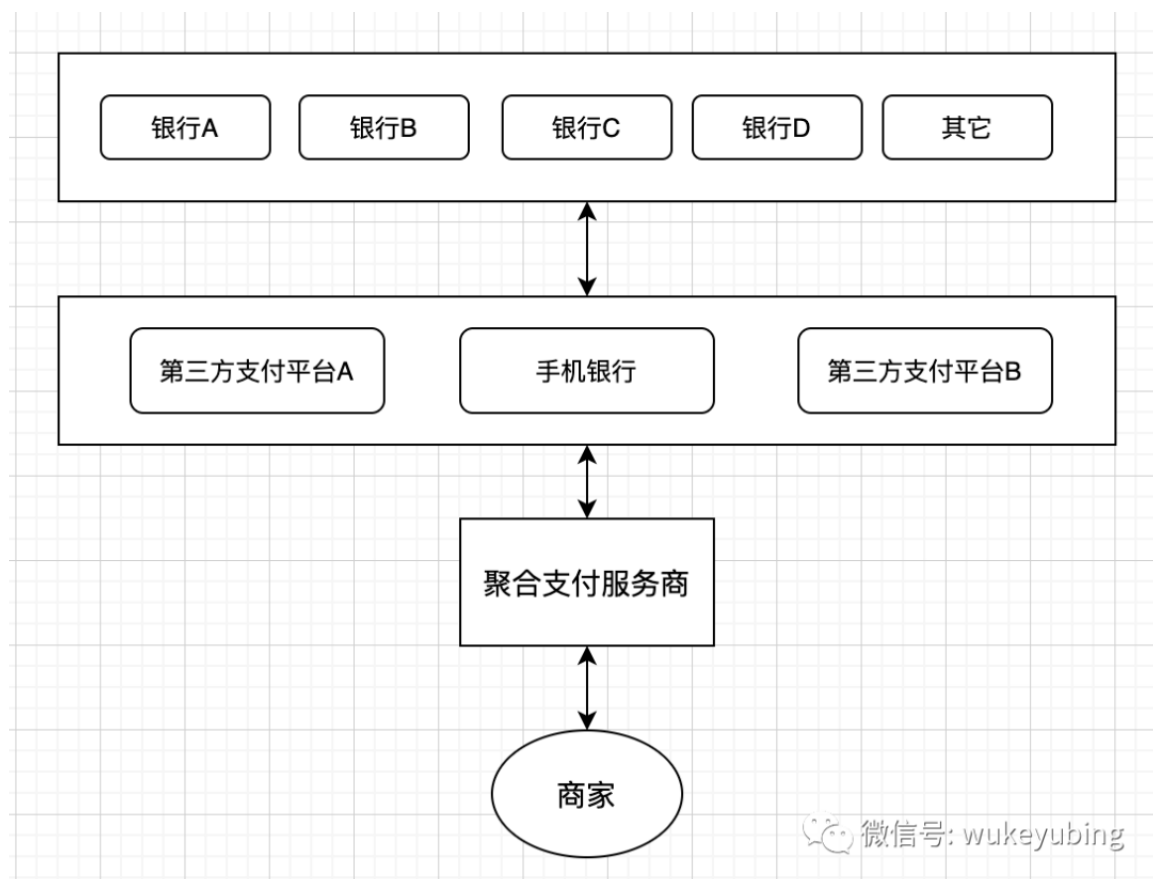 银行A 银行B 银行C 银行D 其它
第三方支付平台A 手机银行 第三方支付平台B
聚合支付服务商
商家
微信号: wukeyubing